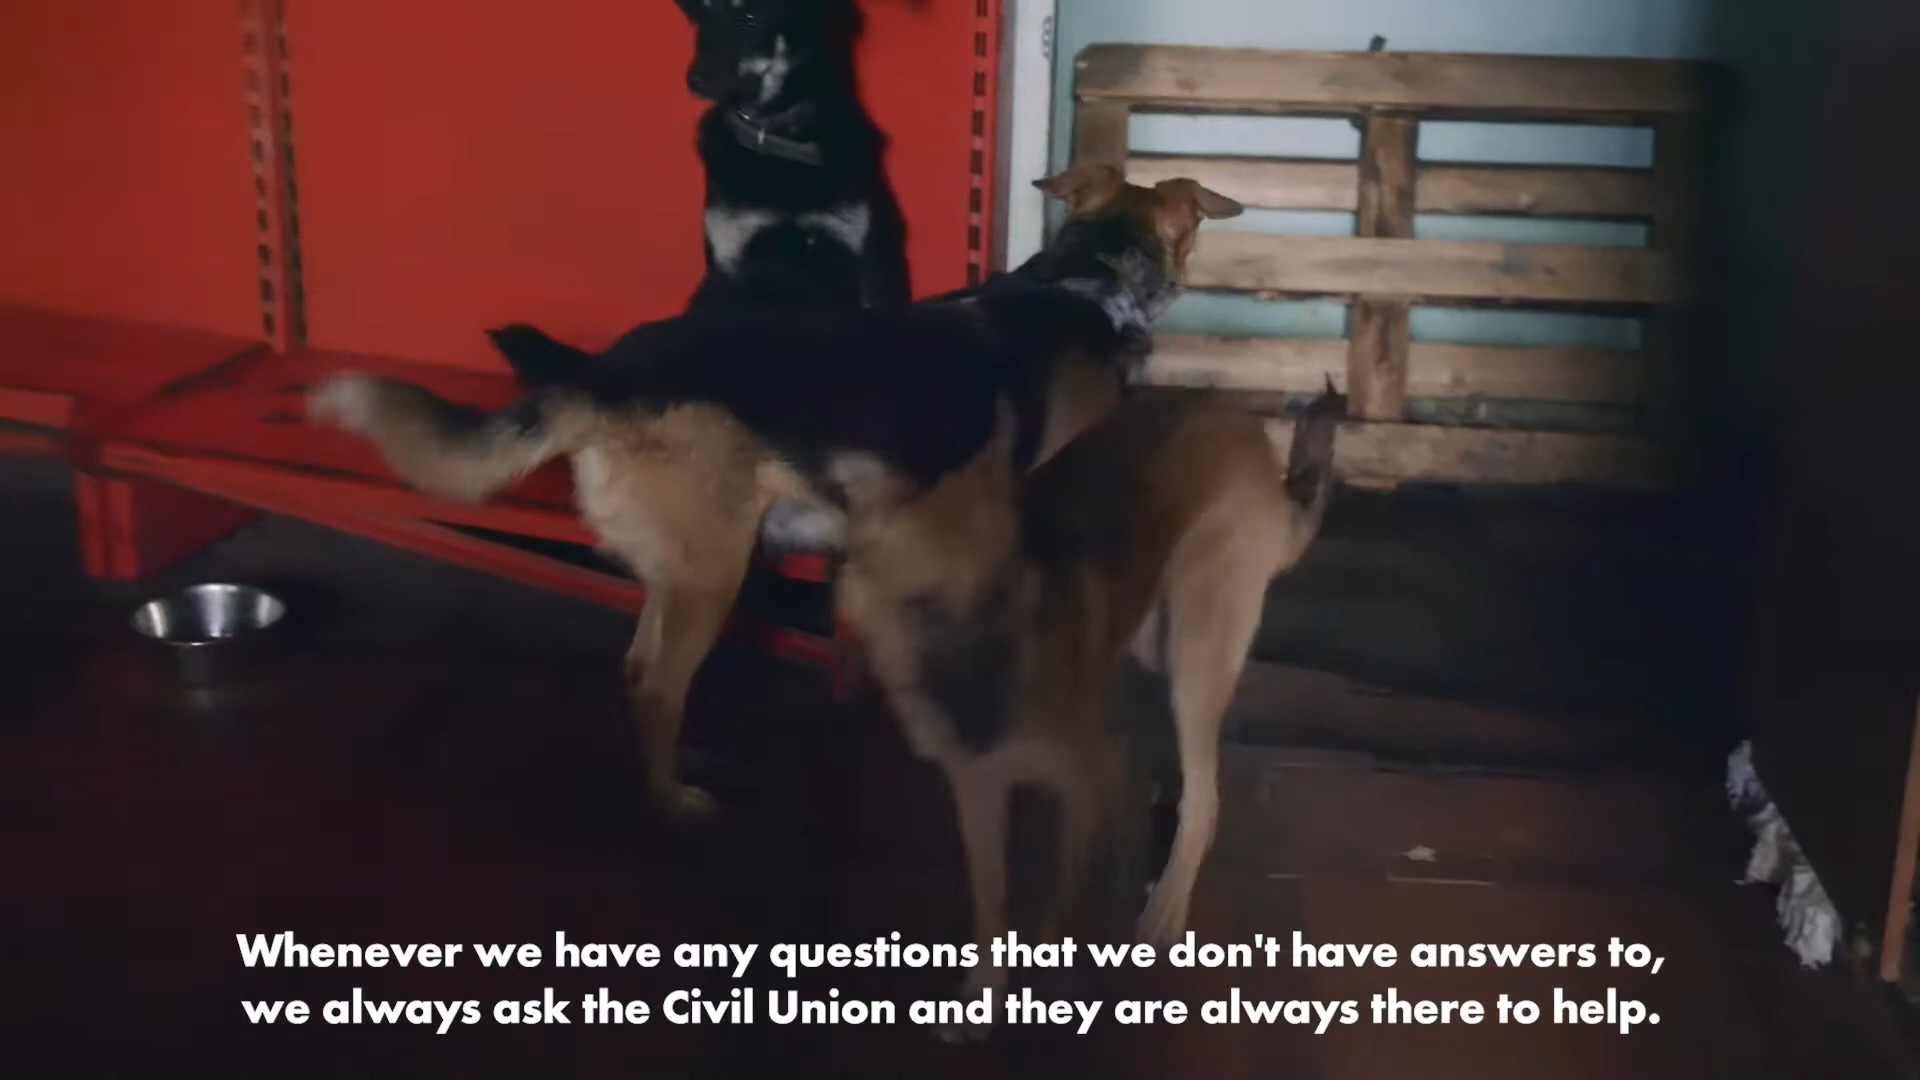 Whenever we have any questions that we don't have answers to,
we always ask the Civil Union and they are always there to help.